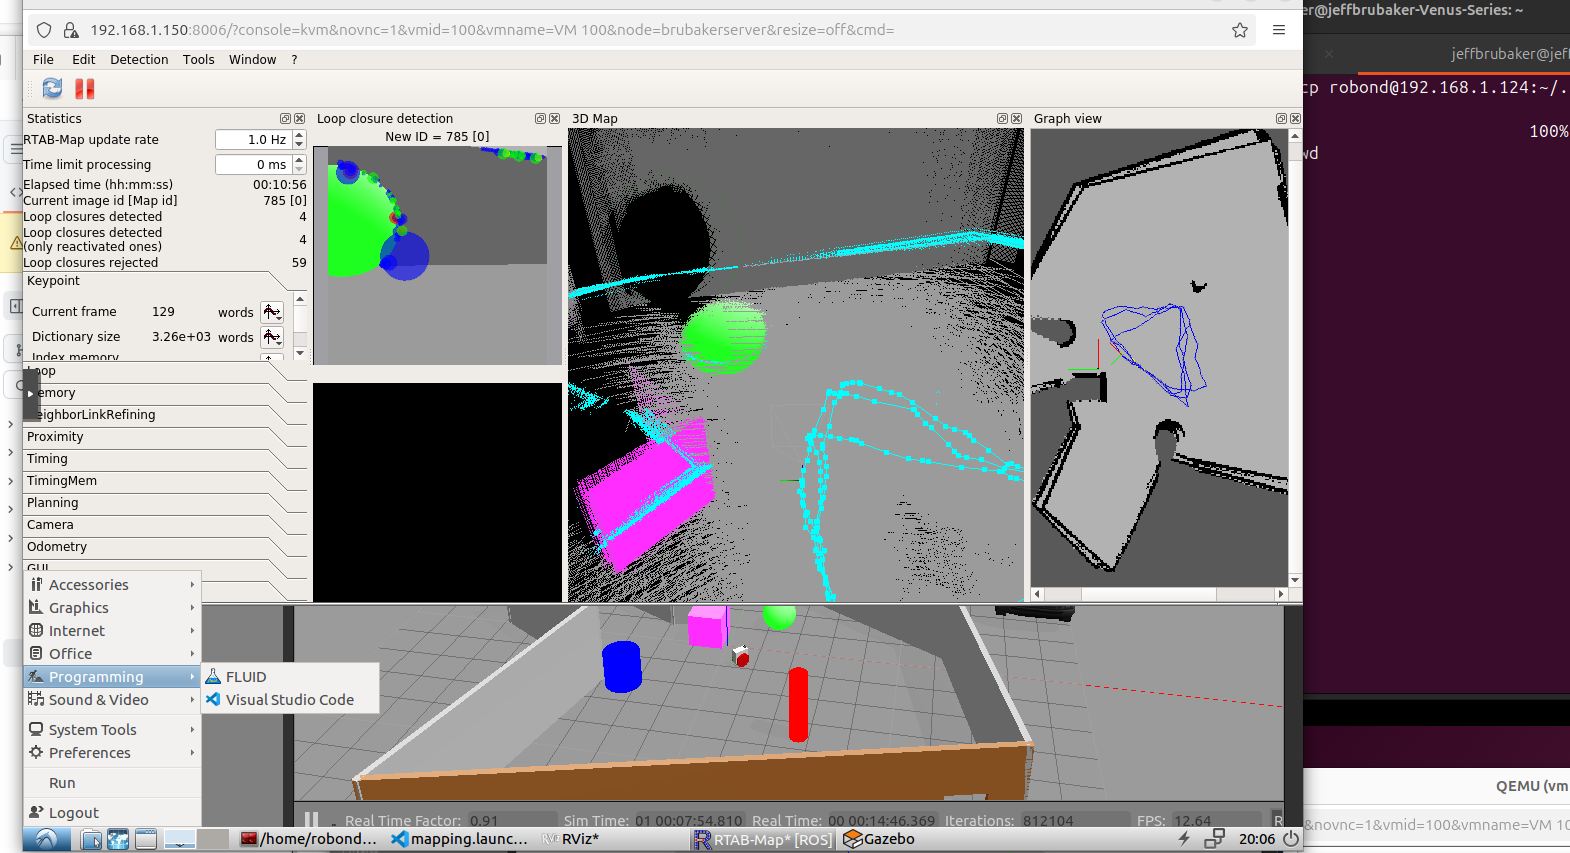 192.168.1.150:8006/?console=kvm&novnc=1&vmid=100&vmname=VM 100&node=brubakerserver&resize=off&cmd=
er@jeffbrubaker-Venus-Series: ~
jeffbrubaker@jef
File Edit Detection Tools Window ?
cp robond@192.168.1.124:~/.
100%
wd
Statistics
RTAB-Map update rate 1.0 Hz
Time limit processing 0 ms
Elapsed time (hh:mm:ss) 00:10:56
Current image id [Map id] 785 [0]
Loop closures detected 4
Loop closures detected
(only reactivated ones) 4
Loop closures rejected 59
Keypoint
Current frame 129 words
Dictionary size 3.26e+03 words
Index memory
oop
emory
eighborLinkRefining
Proximity
Timing
TimingMem
Planning
Camera
Odometry
GUI
Loop closure detection
New ID = 785 [0]
3D Map
Graph view
Accessories
Graphics
Internet
Office
Programming
Sound & Video
System Tools
Preferences
Run
Logout
FLUID
Visual Studio Code
Real Time Factor: 0.91 Sim Time: 01 00:07:54.810 Real Time: 00 00:14:46.369 Iterations: 812104 FPS: 12.64 R
/home/robond... mapping.launc... RViz RViz* RTAB-Map* [ROS] Gazebo 20:06
QEMU (vm
&novnc=1&vmid=100&vmname=VM 10